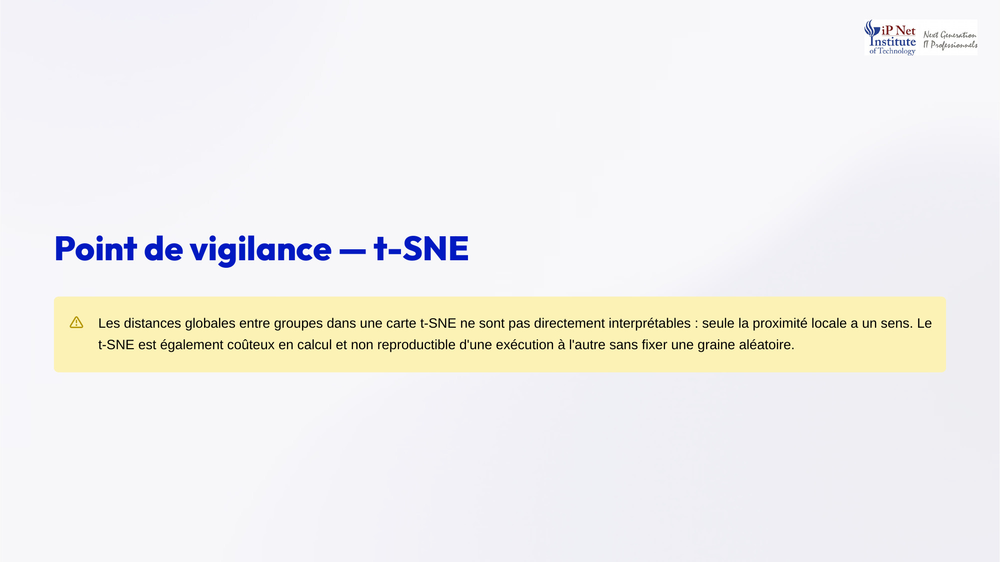 iP Net
Institute
of Technology
Next Generation
IT Professionnels
Point de vigilance — t-SNE
Les distances globales entre groupes dans une carte t-SNE ne sont pas directement interprétables : seule la proximité locale a un sens. Le
t-SNE est également coûteux en calcul et non reproductible d'une exécution à l'autre sans fixer une graine aléatoire.